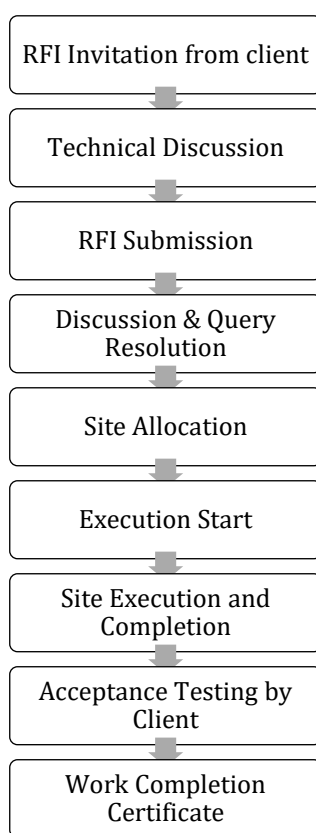 RFI Invitation from client
Technical Discussion
RFI Submission
Discussion & Query
Resolution
Site Allocation
Execution Start
Site Execution and
Completion
Acceptance Testing by
Client
Work Completion
Certificate